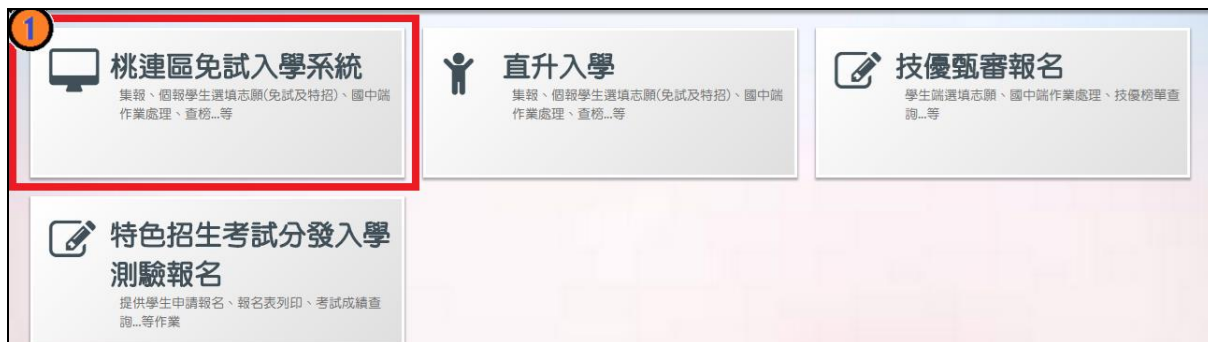 1
桃連區免試入學系統
集報、個報學生選填志願(免試及特招)、國中端
作業處理、查榜...等
直升入學
集報、個報學生選填志願(免試及特招)、國中端
作業處理、查榜...等
技優甄審報名
學生端選填志願、國中端作業處理、技優榜單查
詢...等
特色招生考試分發入學
測驗報名
提供學生申請報名、報名表列印、考試成績查
詢...等作業